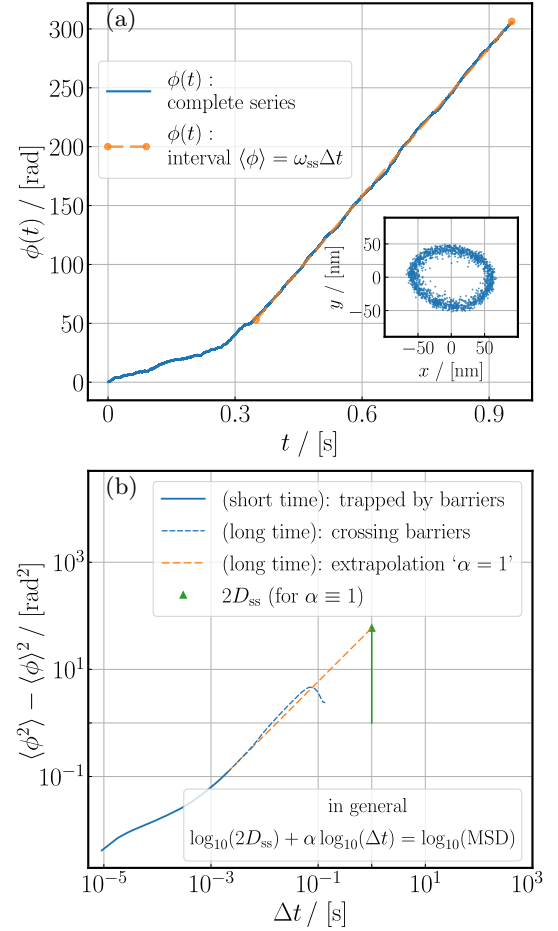 (a)
300
250
200
150
100
50
0
ϕ(t) / [rad]
ϕ(t) :
complete series
ϕ(t) :
interval ⟨ϕ⟩ = ω_ss Δt
50
0
−50
y / [nm]
−50 0 50
x / [nm]
0 0.3 0.6 0.9
t / [s]
(b)
(short time): trapped by barriers
(long time): crossing barriers
(long time): extrapolation ‘α = 1’
2D_ss (for α ≡ 1)
10^3
10^1
10^−1
⟨ϕ^2⟩ − ⟨ϕ⟩^2 / [rad^2]
in general
log_10(2D_ss) + α log_10(Δt) = log_10(MSD)
10^−5 10^−3 10^−1 10^1 10^3
Δt / [s]